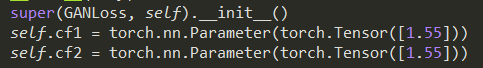 super(GANLoss, self).__init__()
self.cf1 = torch.nn.Parameter(torch.Tensor([1.55]))
self.cf2 = torch.nn.Parameter(torch.Tensor([1.55]))